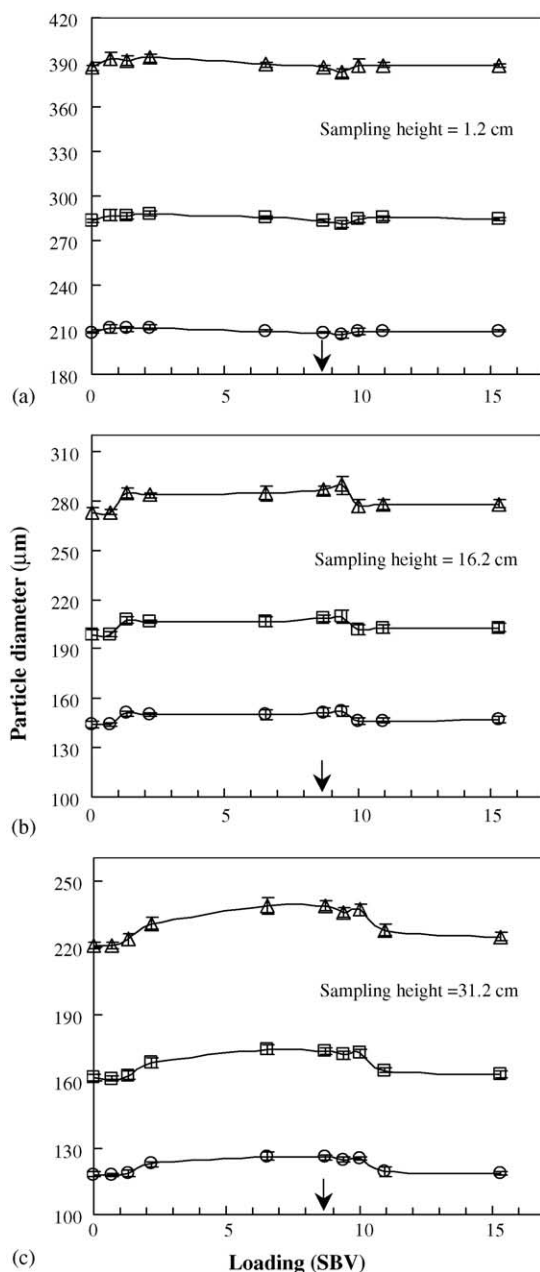 420
390
360
330
300
270
240
210
180
Sampling height = 1.2 cm
(a)
0 5 10 15
310
280
250
220
190
160
130
100
Sampling height = 16.2 cm
(b)
0 5 10 15
Particle diameter (μm)
250
220
190
160
130
100
Sampling height =31.2 cm
(c)
0 5 10 15
Loading (SBV)